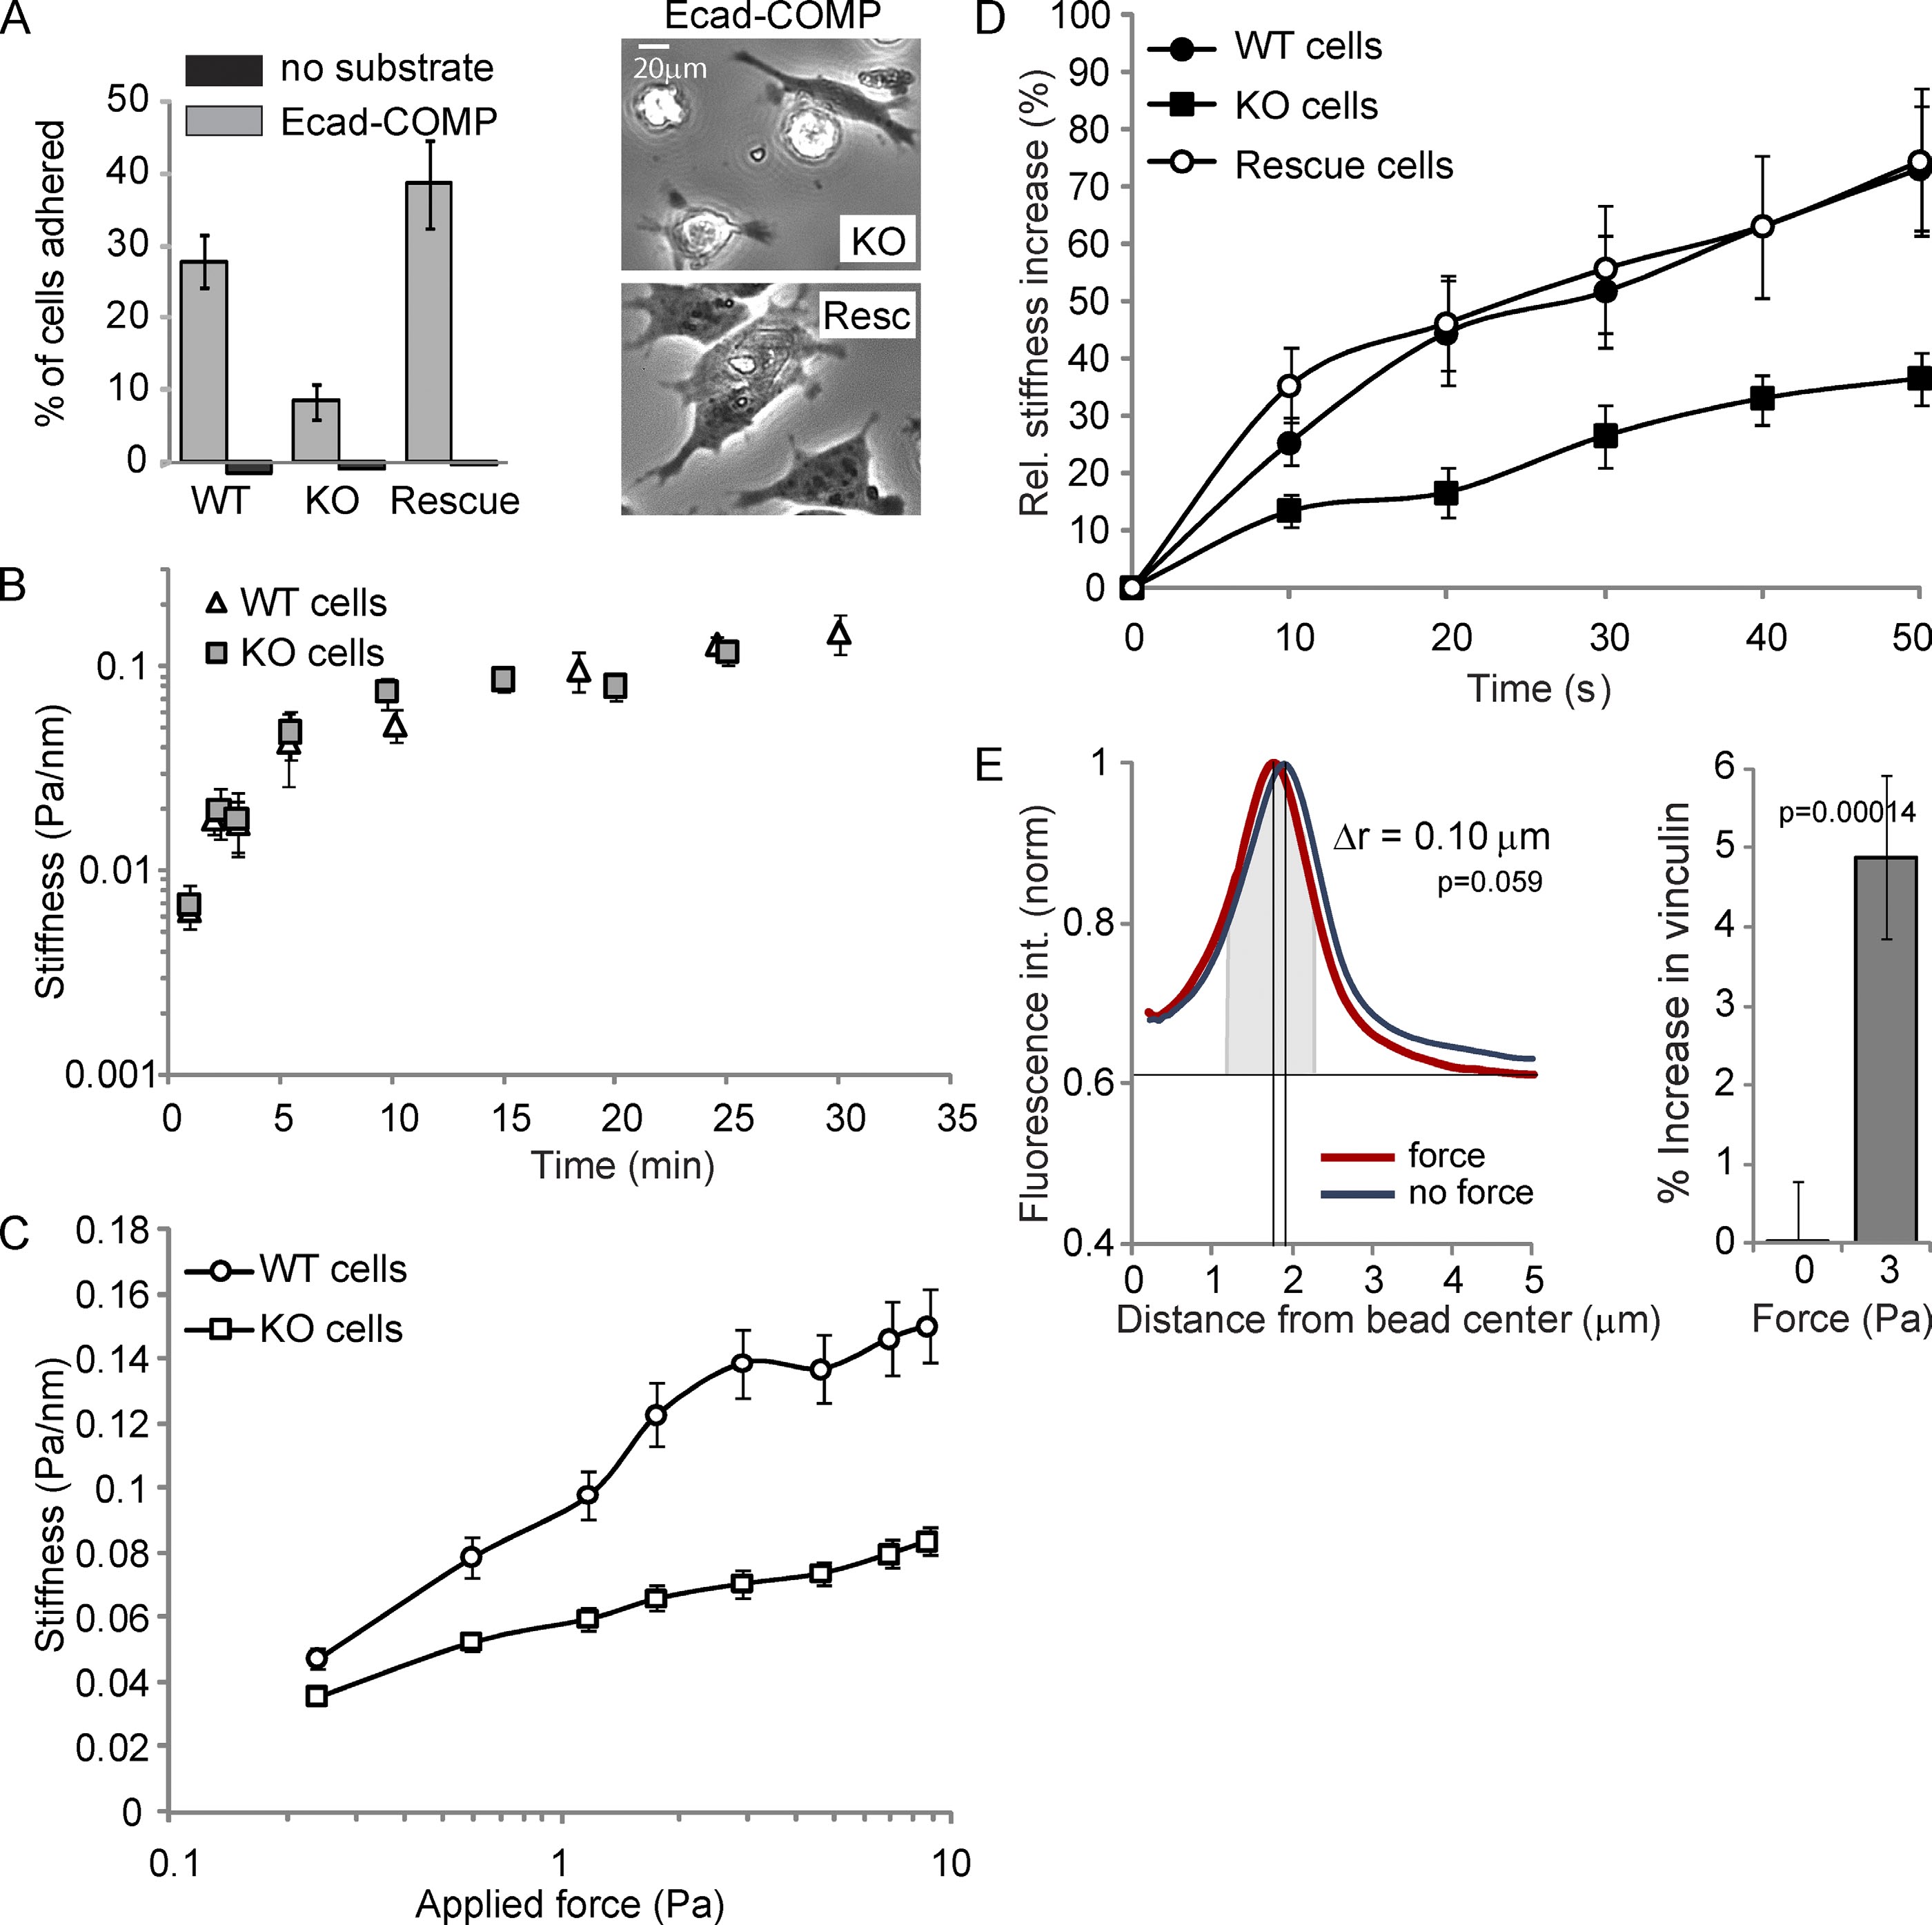 A
no substrate
Ecad-COMP
50
40
30
20
10
0
% of cells adhered
WT KO Rescue
Ecad-COMP
20μm
KO
Resc
B
WT cells
KO cells
0.1
0.01
0.001
Stiffness (Pa/nm)
0 5 10 15 20 25 30 35
Time (min)
C
WT cells
KO cells
0.18
0.16
0.14
0.12
0.1
0.08
0.06
0.04
0.02
0
Stiffness (Pa/nm)
0.1 1 10
Applied force (Pa)
D
WT cells
KO cells
Rescue cells
100
90
80
70
60
50
40
30
20
10
0
Rel. stiffness increase (%)
0 10 20 30 40 50
Time (s)
E
1
0.8
0.6
0.4
Fluorescence int. (norm)
Δr = 0.10 μm
p=0.059
force
no force
0 1 2 3 4 5
Distance from bead center (μm)
6
5
4
3
2
1
0
% Increase in vinculin
p=0.00014
0 3
Force (Pa)